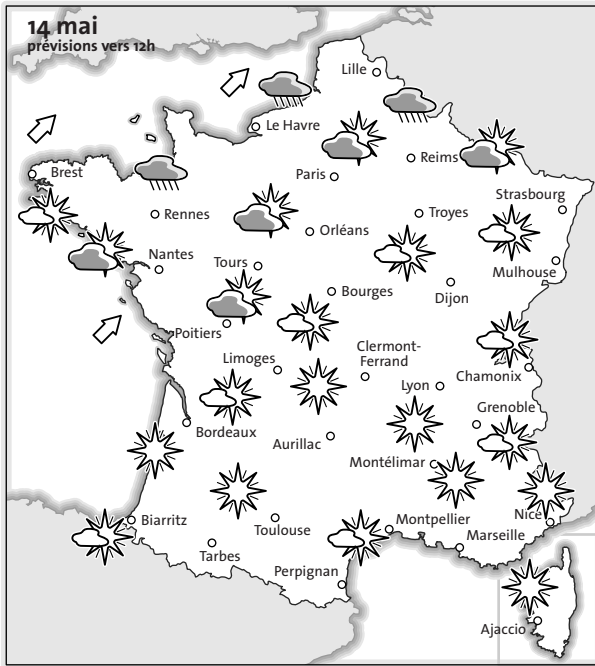 14 mai
prévisions vers 12h
Lille
Le Havre
Reims
Brest
Paris
Strasbourg
Rennes
Troyes
Orléans
Nantes
Tours
Mulhouse
Dijon
Bourges
Poitiers
Clermont-
Ferrand
Limoges
Lyon
Chamonix
Grenoble
Bordeaux
Aurillac
Montélimar
Nice
Biarritz
Montpellier
Toulouse
Marseille
Tarbes
Perpignan
Ajaccio